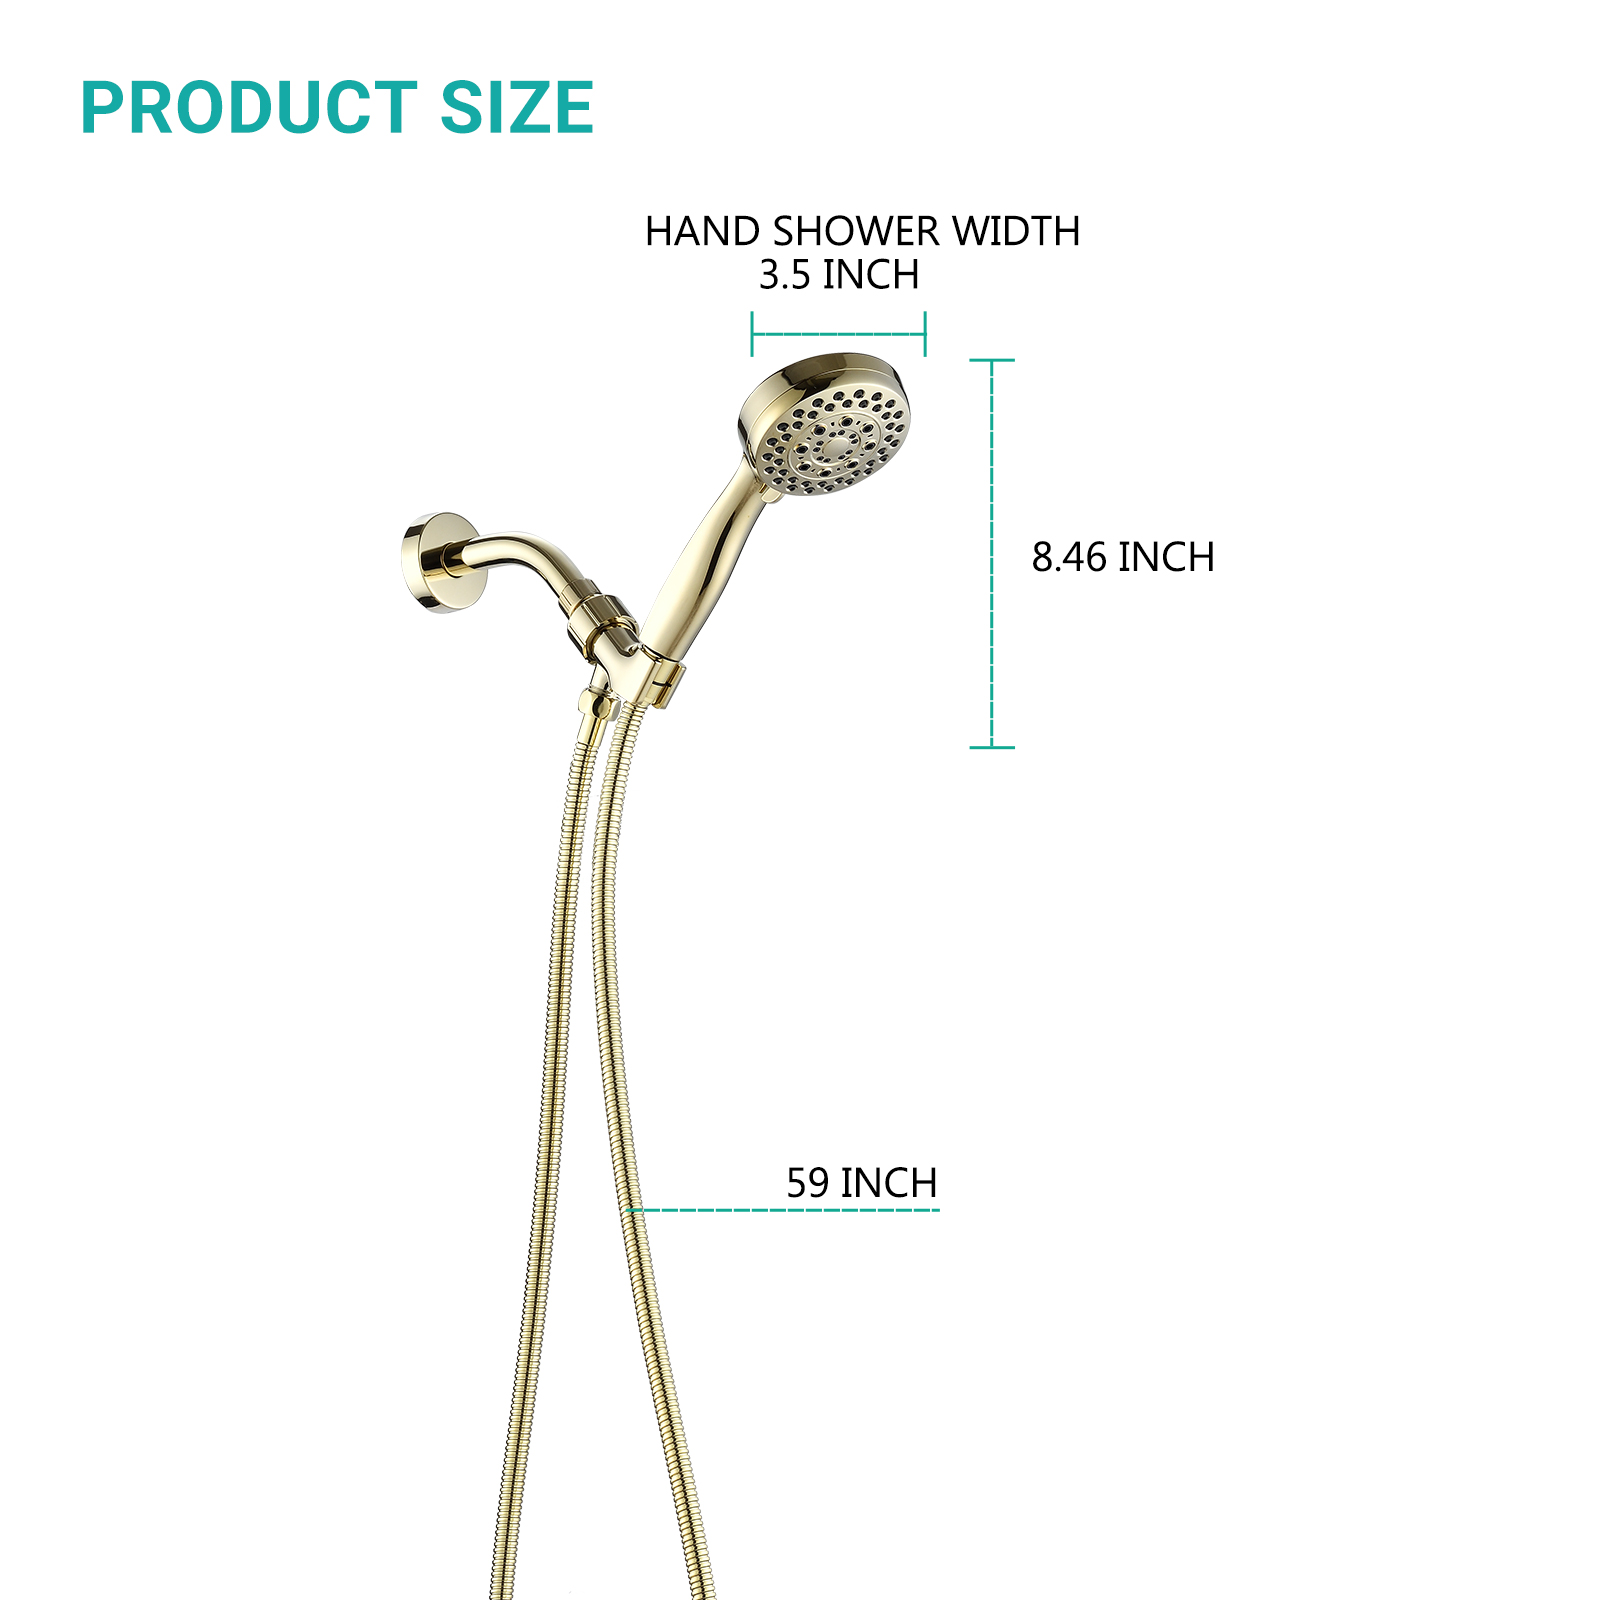 PRODUCT SIZE
HAND SHOWER WIDTH
3.5 INCH
8.46 INCH
59 INCH